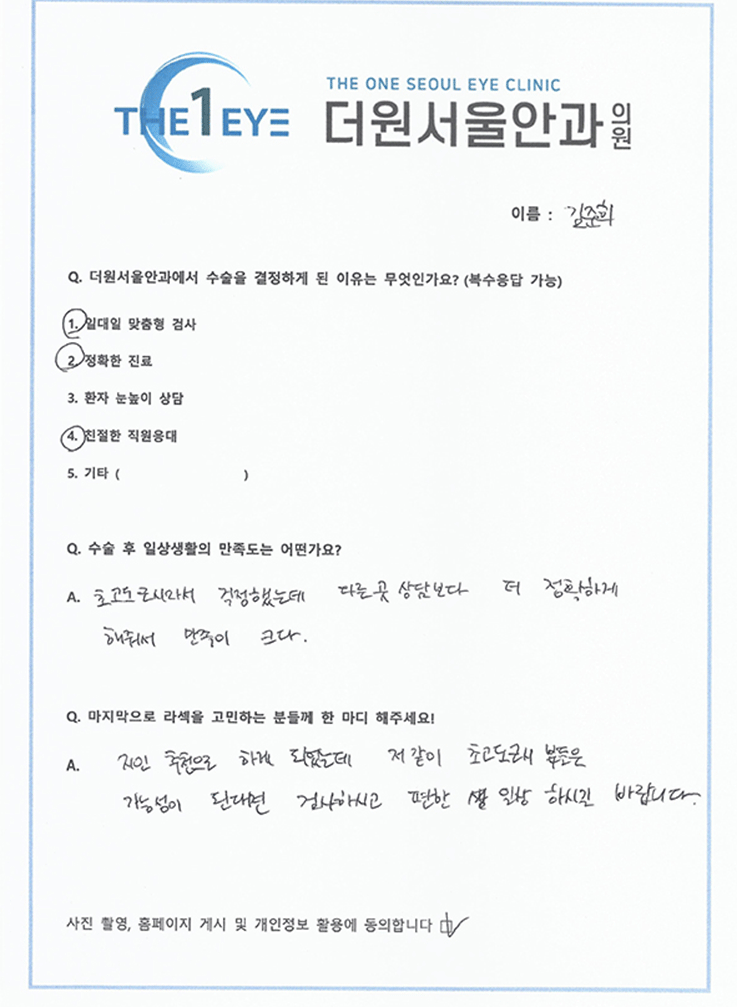 THE 1 EYE
THE ONE SEOUL EYE CLINIC
더원서울안과의원
이름 : 김준희
Q. 더원서울안과에서 수술을 결정하게 된 이유는 무엇인가요? (복수응답 가능)
1. 일대일 맞춤형 검사
2. 정확한 진료
3. 환자 눈높이 상담
4. 친절한 직원응대
5. 기타 ( )
Q. 수술 후 일상생활의 만족도는 어떤가요?
A. 초고도근시라서 걱정했는데 다른곳 상담보다 더 정확하게
해줘서 만족이 크다.
Q. 마지막으로 라섹을 고민하는 분들께 한 마디 해주세요!
A. 지인 추천으로 하게 되었는데 저같이 초고도근시 분들은
가능성이 된다면 검사하시고 편한 일상 하시긴 바랍니다.
사진 촬영, 홈페이지 게시 및 개인정보 활용에 동의합니다